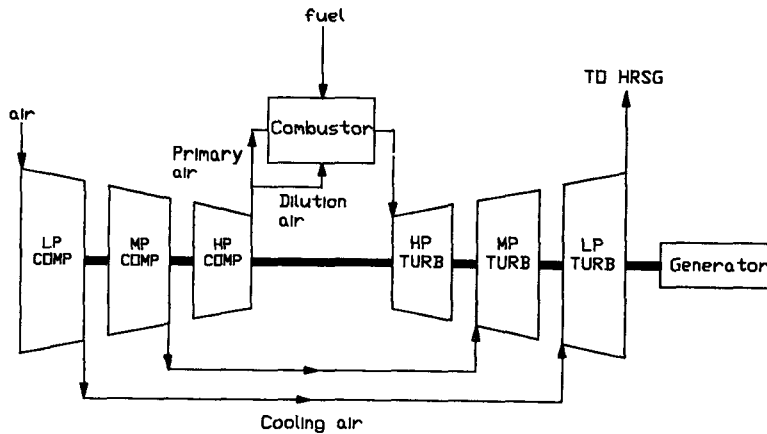 fuel
TO HRSG
air
Combustor
Primary
air
Dilution
air
LP
COMP
MP
COMP
HP
COMP
HP
TURB
MP
TURB
LP
TURB
Generator
Cooling air